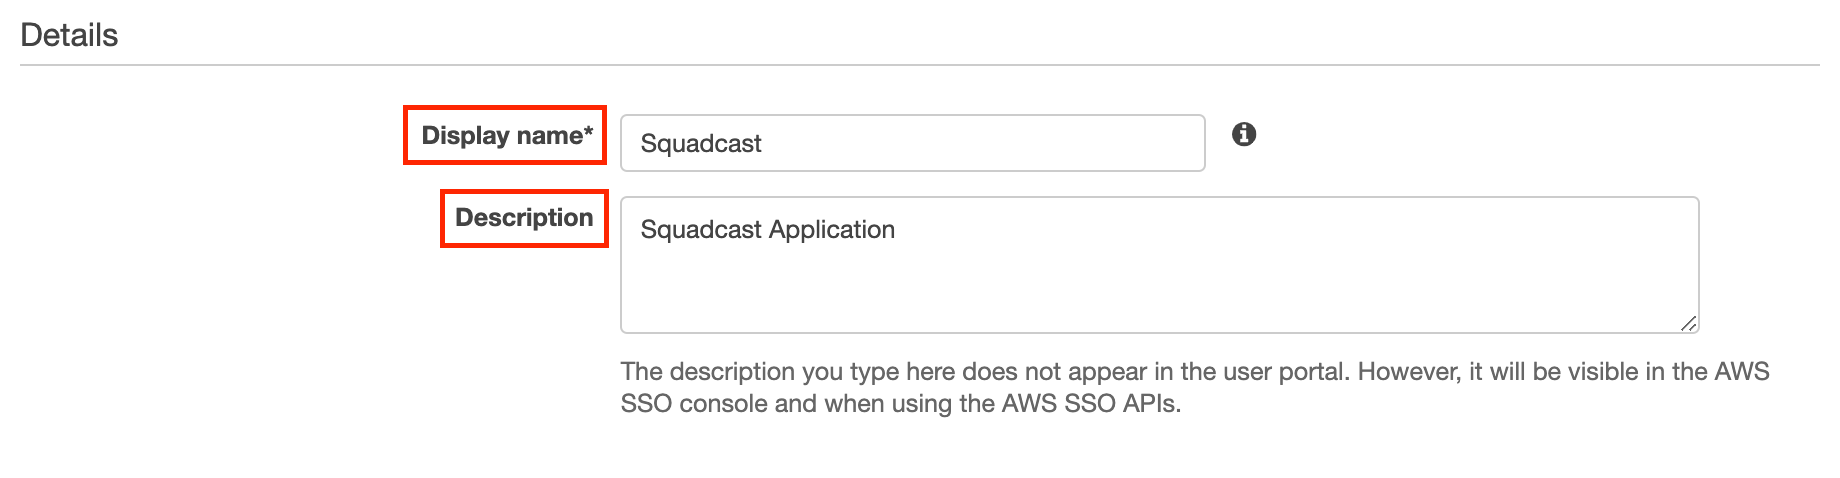 Details
Display name*
Squadcast
Description
Squadcast Application
The description you type here does not appear in the user portal. However, it will be visible in the AWS
SSO console and when using the AWS SSO APIs.